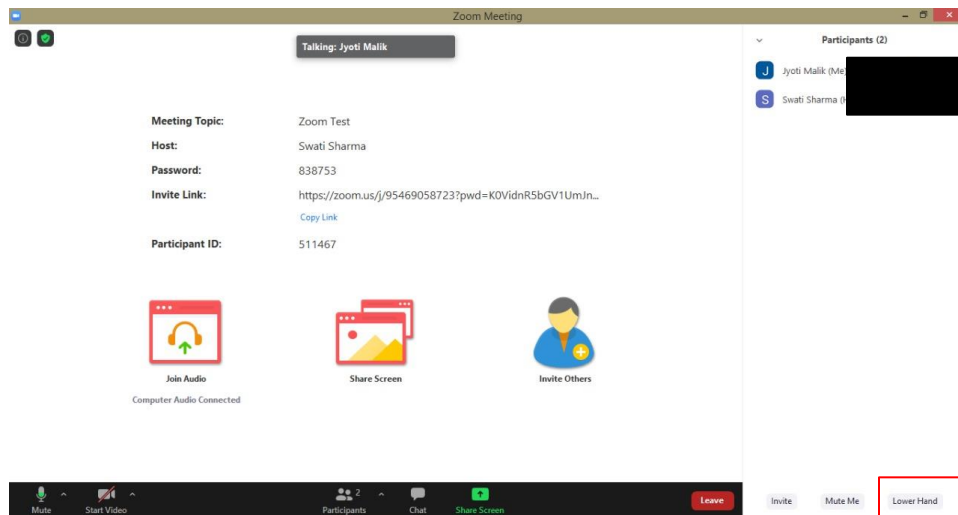 Zoom Meeting
Talking: Jyoti Malik
Participants (2)
J Jyoti Malik (Me)
S Swati Sharma (H
Meeting Topic: Zoom Test
Host: Swati Sharma
Password: 838753
Invite Link: https://zoom.us/j/95469058723?pwd=K0VidnR5bGV1UmJn...
Copy Link
Participant ID: 511467
Join Audio Share Screen Invite Others
Computer Audio Connected
Mute Start Video Participants 2 Chat Share Screen Leave
Invite Mute Me Lower Hand